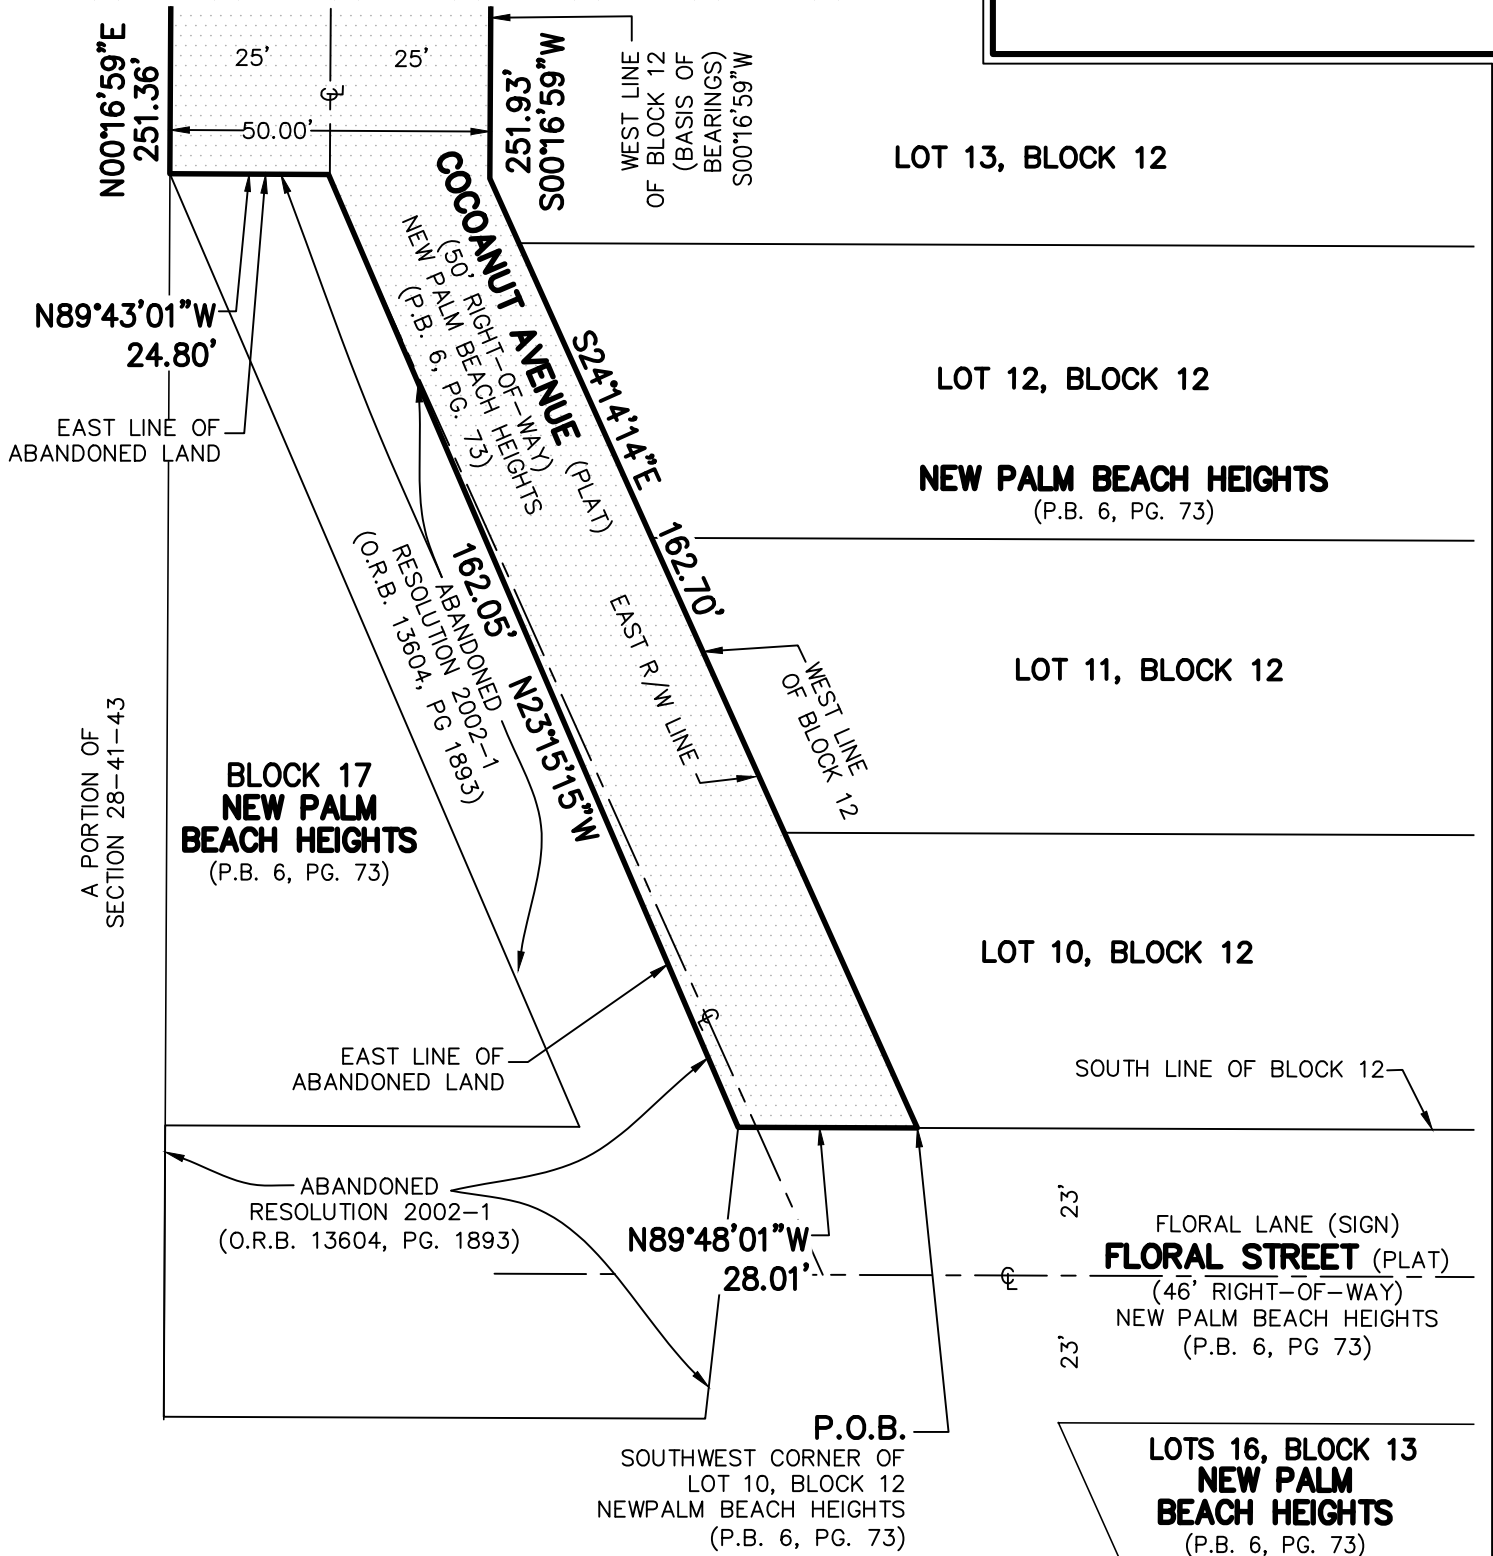 N00°16'59"E
251.36'
25'
25'
℄
50.00'
251.93'
S00°16'59"W
WEST LINE
OF BLOCK 12
(BASIS OF
BEARINGS)
S00°16'59"W
LOT 13, BLOCK 12
COCOANUT AVENUE (PLAT)
(50' RIGHT-OF-WAY)
NEW PALM BEACH HEIGHTS
(P.B. 6, PG. 73)
N89°43'01"W
24.80'
EAST LINE OF
ABANDONED LAND
S24°14'14"E 162.70'
LOT 12, BLOCK 12
NEW PALM BEACH HEIGHTS
(P.B. 6, PG. 73)
162.05' N23°15'15"W
ABANDONED
RESOLUTION 2002-1
(O.R.B. 13604, PG 1893)
EAST R/W LINE
WEST LINE
OF BLOCK 12
LOT 11, BLOCK 12
A PORTION OF
SECTION 28-41-43
BLOCK 17
NEW PALM
BEACH HEIGHTS
(P.B. 6, PG. 73)
LOT 10, BLOCK 12
℄
EAST LINE OF
ABANDONED LAND
SOUTH LINE OF BLOCK 12
ABANDONED
RESOLUTION 2002-1
(O.R.B. 13604, PG. 1893)
N89°48'01"W
28.01'
23'
FLORAL LANE (SIGN)
FLORAL STREET (PLAT)
℄
(46' RIGHT-OF-WAY)
NEW PALM BEACH HEIGHTS
(P.B. 6, PG 73)
23'
P.O.B.
SOUTHWEST CORNER OF
LOT 10, BLOCK 12
NEWPALM BEACH HEIGHTS
(P.B. 6, PG. 73)
LOTS 16, BLOCK 13
NEW PALM
BEACH HEIGHTS
(P.B. 6, PG. 73)